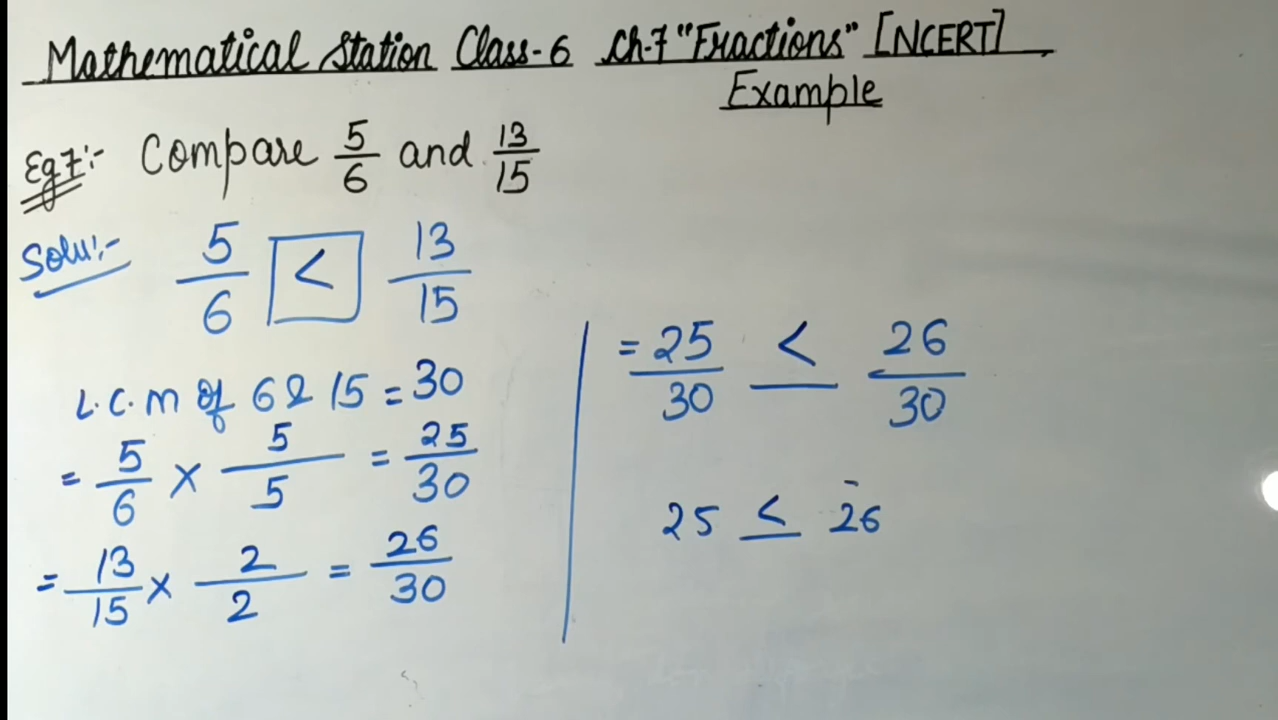 Mathematical Station Class-6 Ch-7 "Fractions" [NCERT]
Example
Eg7:- Compare 5/6 and 13/15
Solu:- 5/6 < 13/15
L.C.M of 6 & 15 = 30
= 5/6 × 5/5 = 25/30
= 13/15 × 2/2 = 26/30
= 25/30 < 26/30
25 < 26